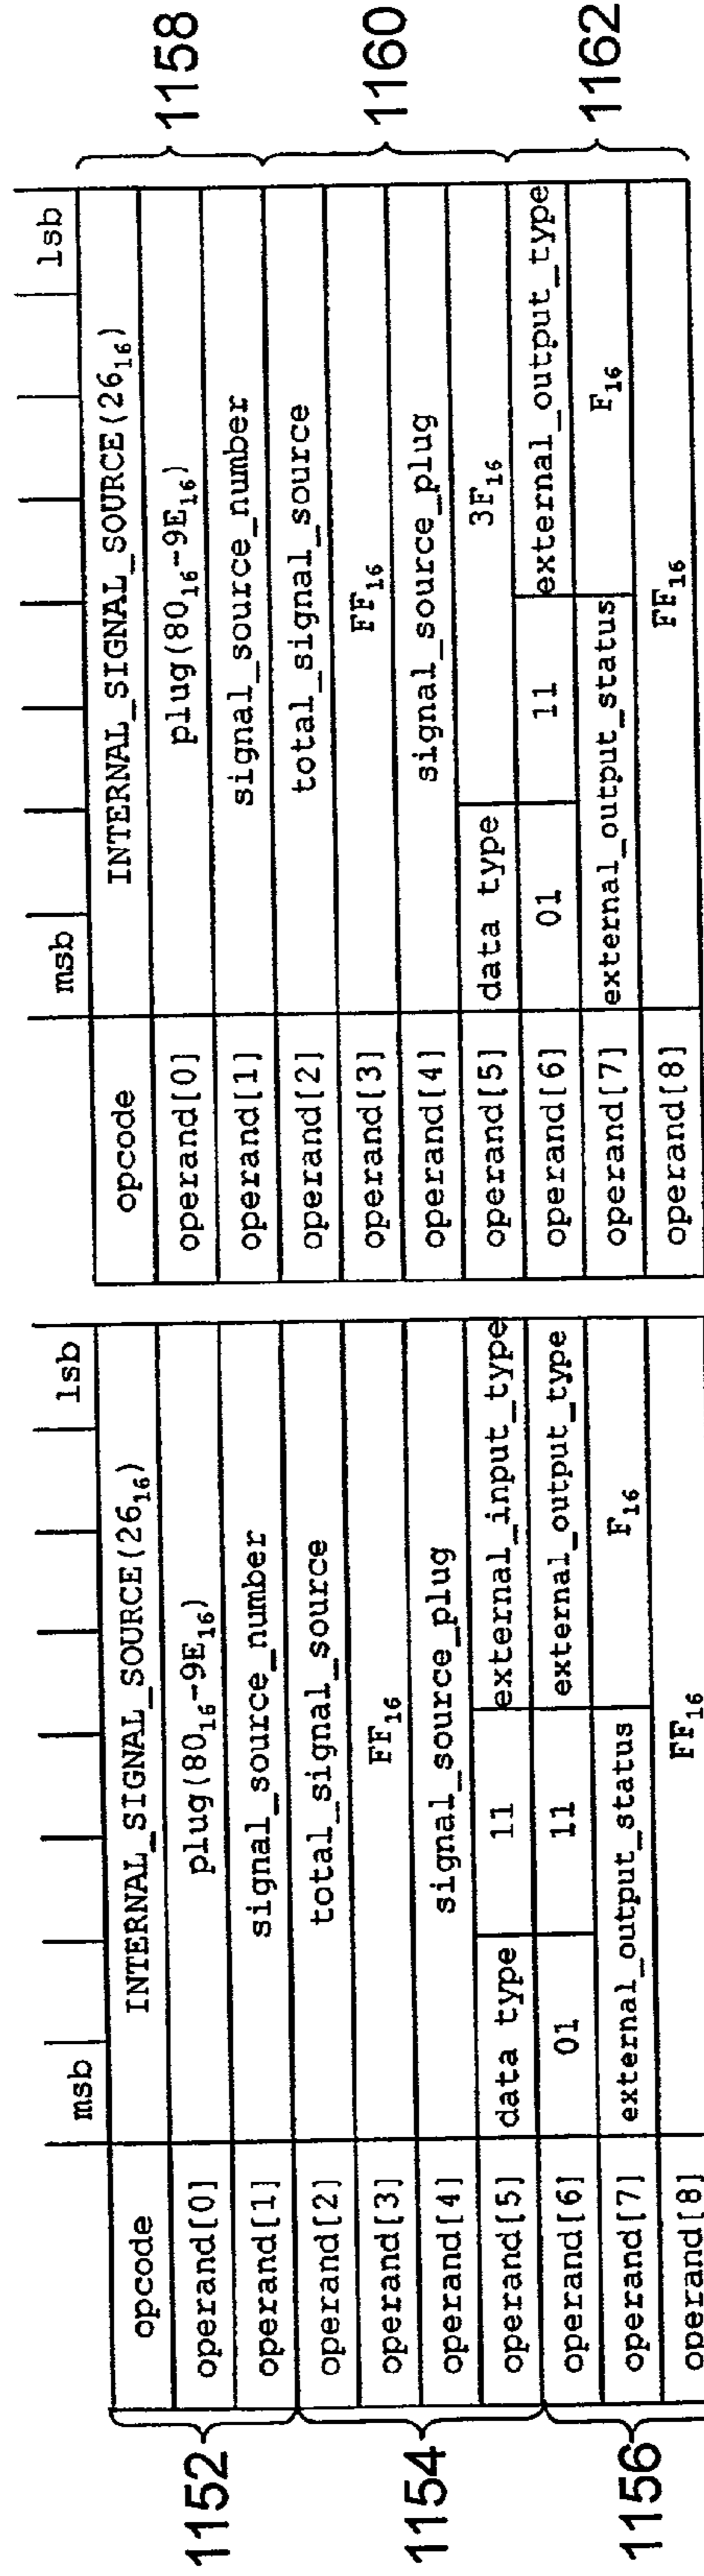 msb lsb
opcode INTERNAL_SIGNAL_SOURCE(26₁₆)
operand[0] plug(80₁₆-9E₁₆)
operand[1] signal_source_number
operand[2] total_signal_source
operand[3] FF₁₆
operand[4] signal_source_plug
operand[5] data type 11 external_input_type
operand[6] 01 11 external_output_type
operand[7] external_output_status F₁₆
operand[8] FF₁₆
1152
1154
1156
msb lsb
opcode INTERNAL_SIGNAL_SOURCE(26₁₆)
operand[0] plug(80₁₆-9E₁₆)
operand[1] signal_source_number
operand[2] total_signal_source
operand[3] FF₁₆
operand[4] signal_source_plug
operand[5] data type 3F₁₆
operand[6] 01 11 external_output_type
operand[7] external_output_status F₁₆
operand[8] FF₁₆
1158
1160
1162